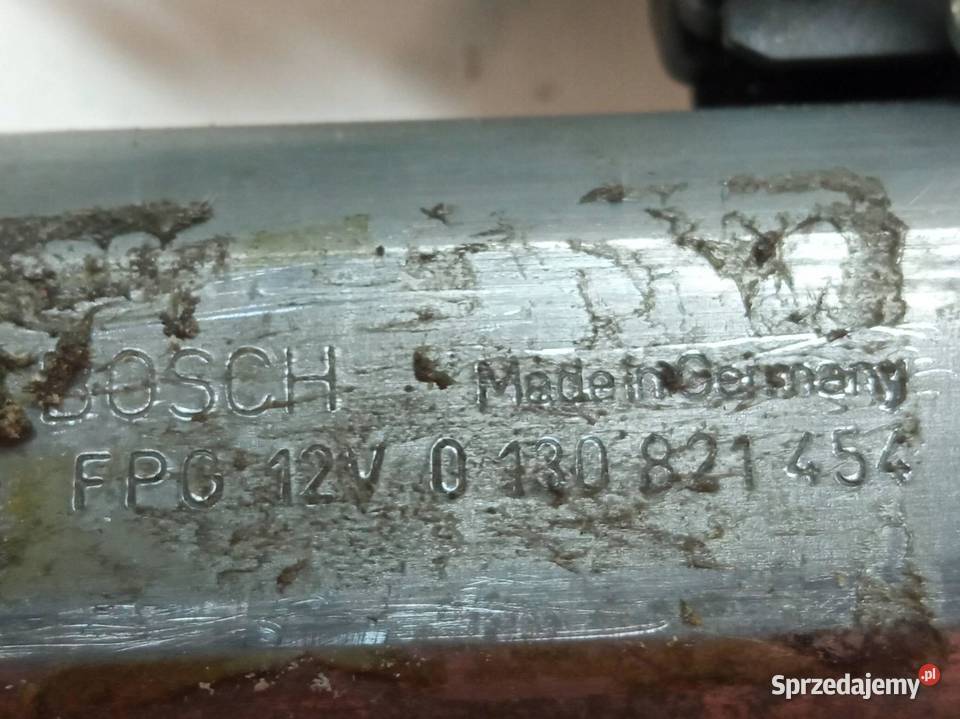 BOSCH Made in Germany
FPG 12V 0 130 821 454
Sprzedajemy.pl